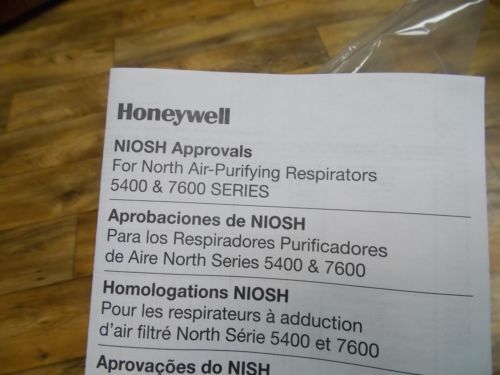 Honeywell
NIOSH Approvals
For North Air-Purifying Respirators
5400 & 7600 SERIES
Aprobaciones de NIOSH
Para los Respiradores Purificadores
de Aire North Series 5400 & 7600
Homologations NIOSH
Pour les respirateurs à adduction
d'air filtré North Série 5400 et 7600
Aprovações do NISH